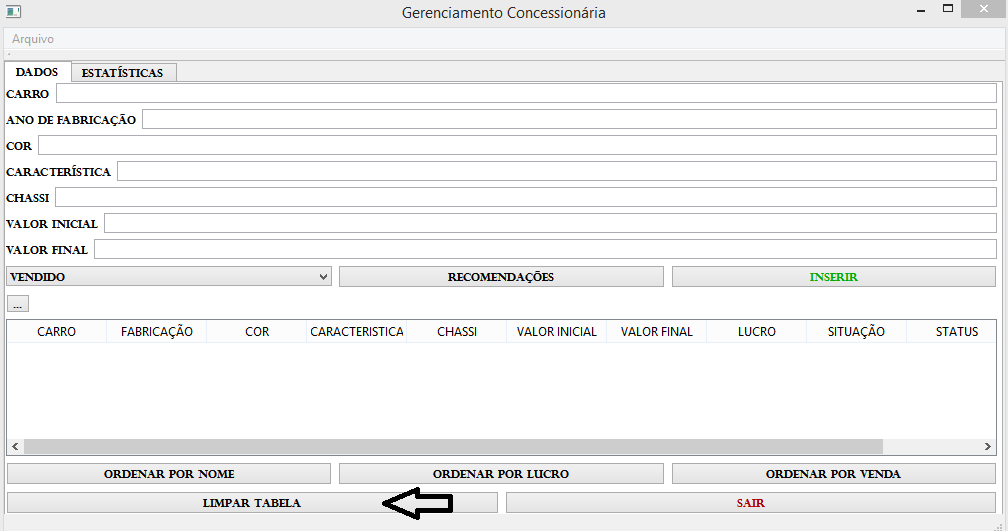 Gerenciamento Concessionária
Arquivo
DADOS ESTATÍSTICAS
CARRO
ANO DE FABRICAÇÃO
COR
CARACTERÍSTICA
CHASSI
VALOR INICIAL
VALOR FINAL
VENDIDO RECOMENDAÇÕES INSERIR
...
CARRO FABRICAÇÃO COR CARACTERISTICA CHASSI VALOR INICIAL VALOR FINAL LUCRO SITUAÇÃO STATUS
ORDENAR POR NOME ORDENAR POR LUCRO ORDENAR POR VENDA
LIMPAR TABELA SAIR